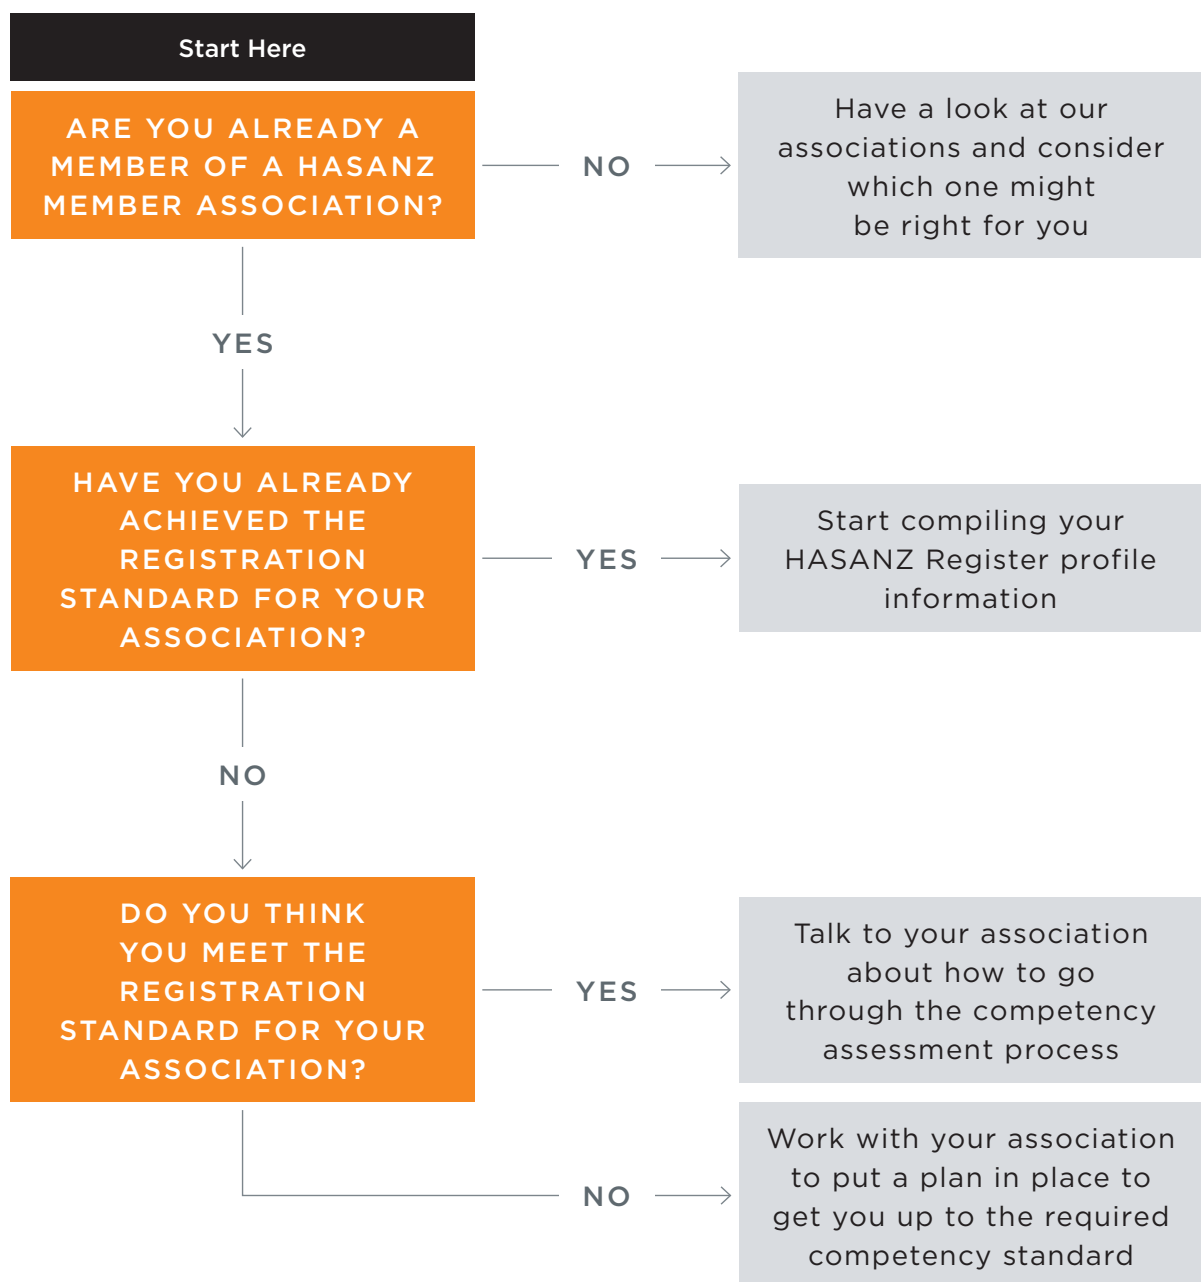 Start Here
ARE YOU ALREADY A
MEMBER OF A HASANZ
MEMBER ASSOCIATION?
NO
Have a look at our
associations and consider
which one might
be right for you
YES
HAVE YOU ALREADY
ACHIEVED THE
REGISTRATION
STANDARD FOR YOUR
ASSOCIATION?
YES
Start compiling your
HASANZ Register profile
information
NO
DO YOU THINK
YOU MEET THE
REGISTRATION
STANDARD FOR YOUR
ASSOCIATION?
YES
Talk to your association
about how to go
through the competency
assessment process
NO
Work with your association
to put a plan in place to
get you up to the required
competency standard